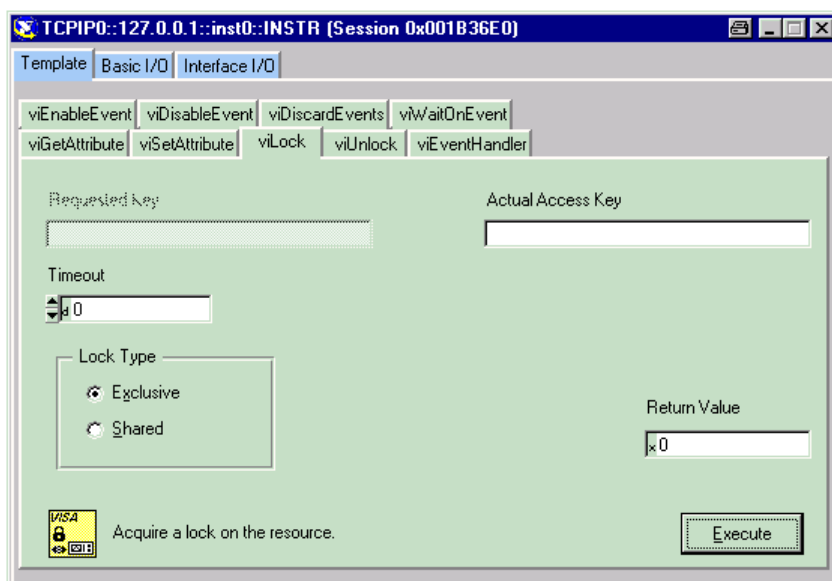 TCPIP0::127.0.0.1::inst0::INSTR (Session 0x001B36E0)
Template Basic I/O Interface I/O
viEnableEvent viDisableEvent viDiscardEvents viWaitOnEvent
viGetAttribute viSetAttribute viLock viUnlock viEventHandler
Requested Key Actual Access Key
Timeout
d 0
Lock Type
Exclusive
Return Value
Shared
x 0
VISA
Acquire a lock on the resource.
Execute